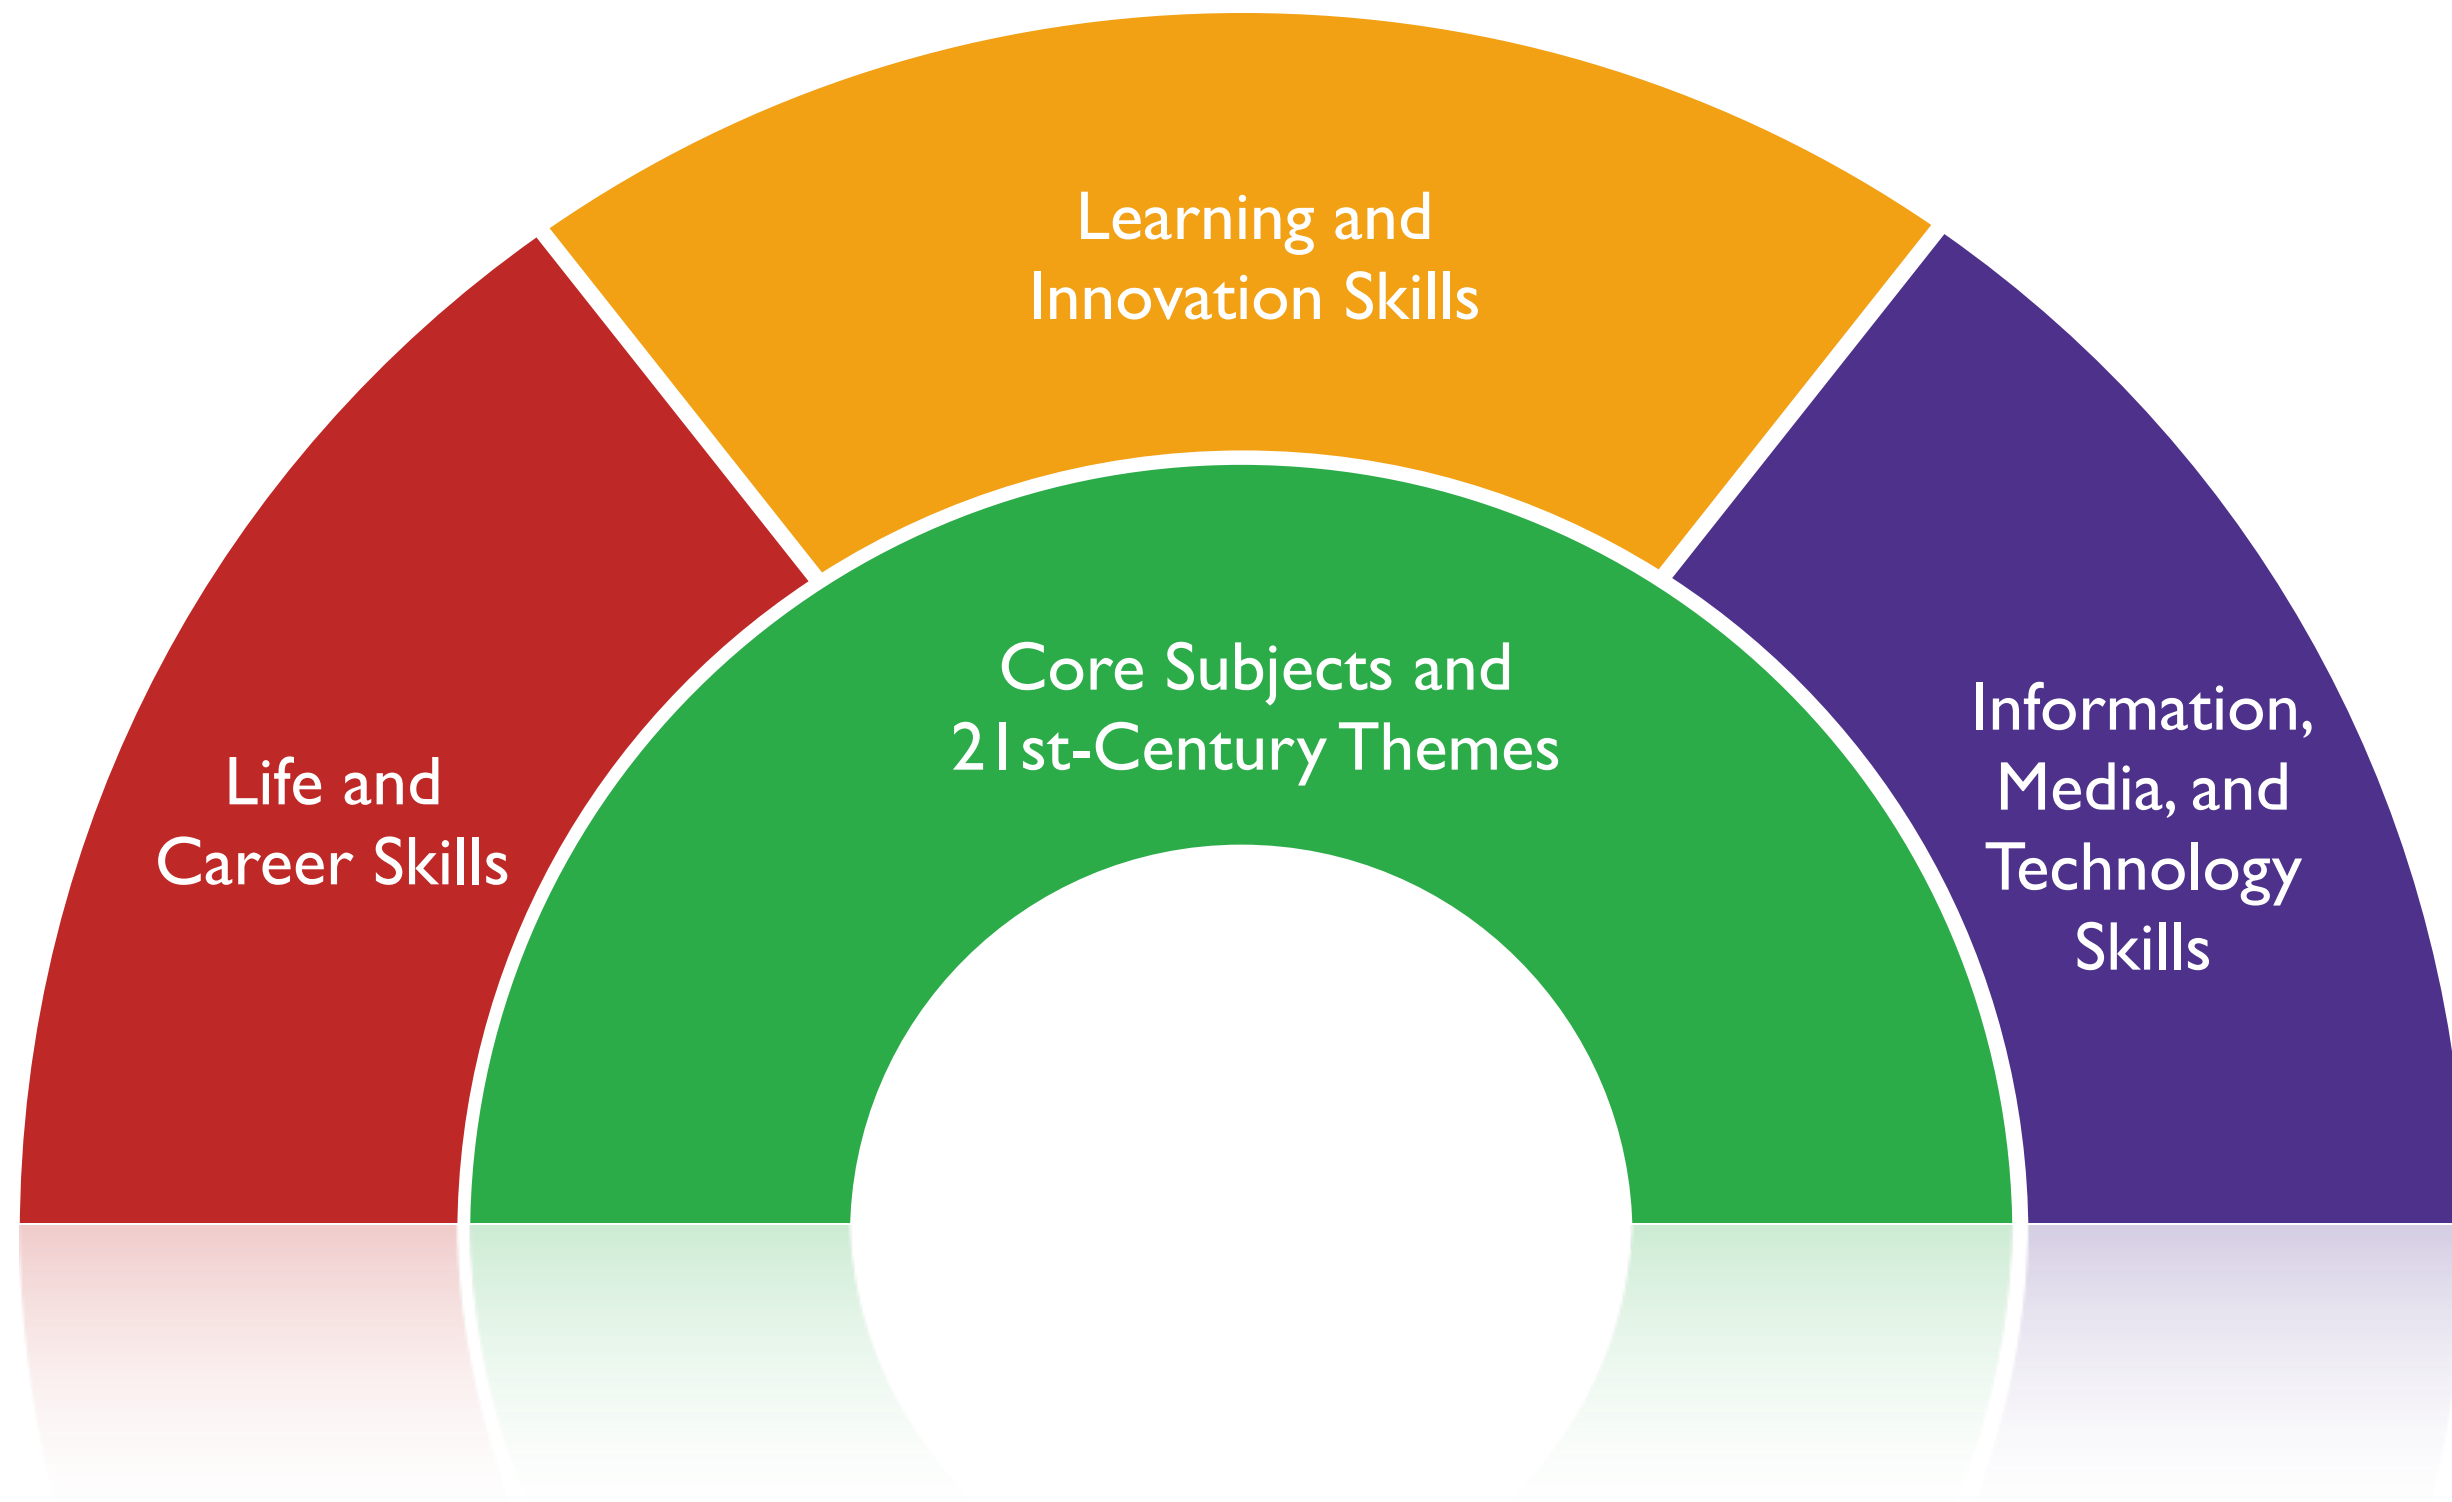 Learning and
Innovation Skills
Core Subjects and
21st-Century Themes
Life and
Career Skills
Information,
Media, and
Technology
Skills